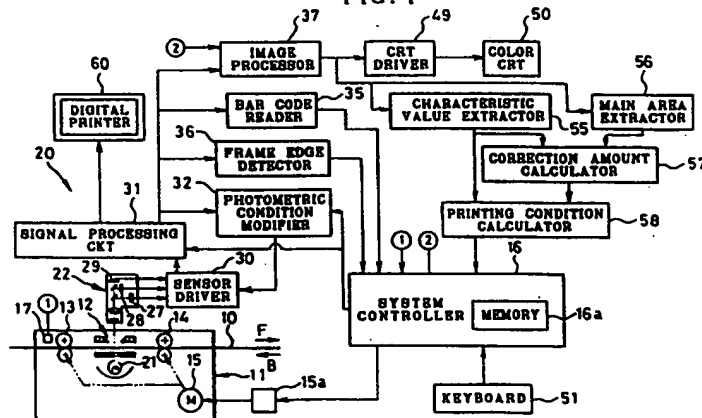 37
49
50
②
IMAGE PROCESSOR
CRT DRIVER
COLOR CRT
60
DIGITAL PRINTER
35
BAR CODE READER
CHARACTERISTIC VALUE EXTRACTOR
55
56
MAIN AREA EXTRACTOR
36
FRAME EDGE DETECTOR
CORRECTION AMOUNT CALCULATOR
57
20
31
32
PHOTOMETRIC CONDITION MODIFIER
PRINTING CONDITION CALCULATOR
58
SIGNAL PROCESSING CKT
① ②
16
29
30
22
SENSOR DRIVER
27
28
SYSTEM CONTROLLER
MEMORY
16a
17
①
13
12
14
10
F
B
21
15
11
15a
M
KEYBOARD
51